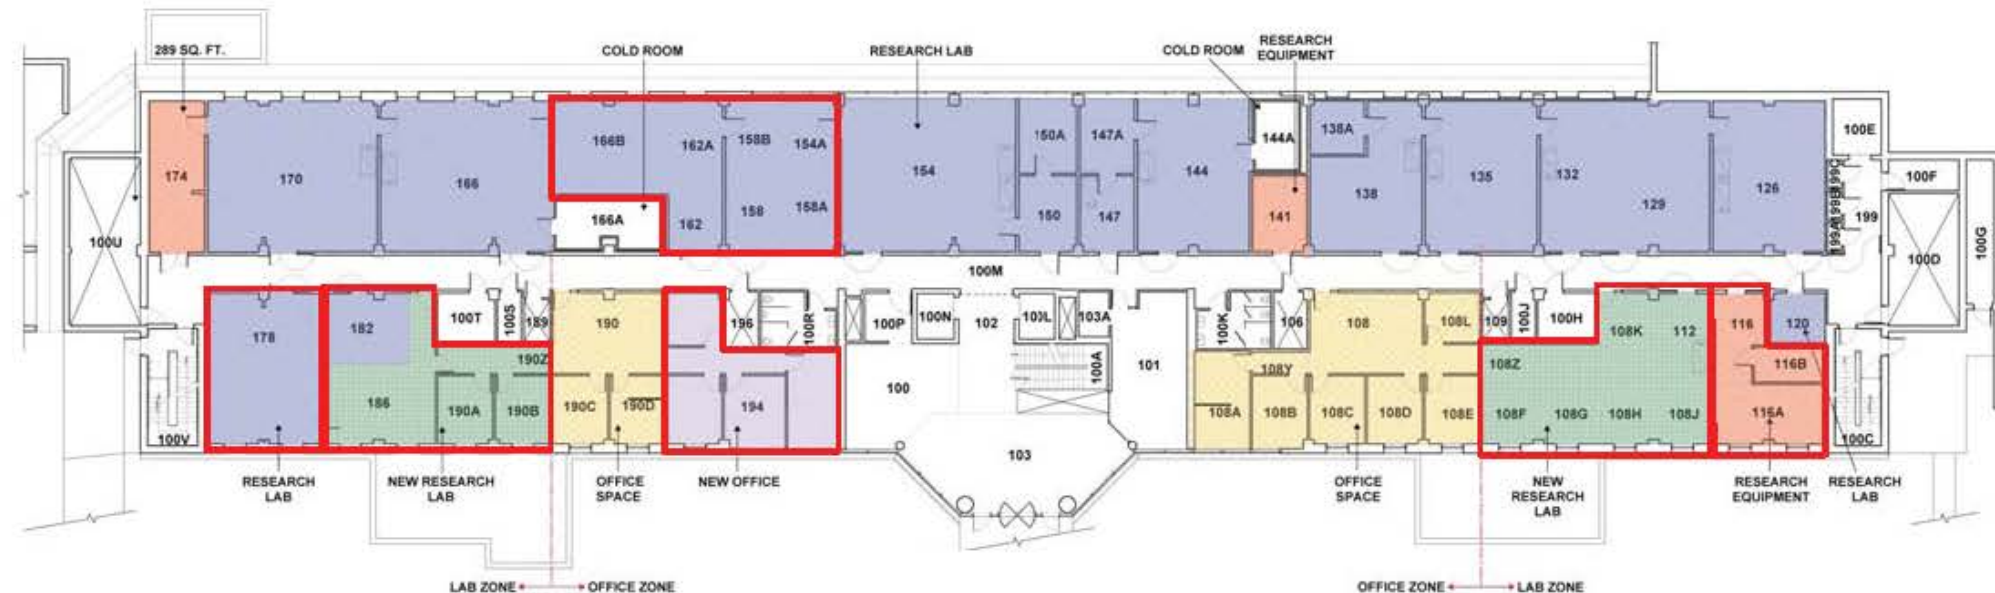 289 SQ. FT.
COLD ROOM
RESEARCH LAB
COLD ROOM
RESEARCH
EQUIPMENT
174
170
166
166B
162A
158B
154A
166A
162
158
158A
154
150A
147A
150
147
144
144A
141
138A
138
135
132
129
126
100E
100F
199C
199B
199A
199
100D
100G
100U
100M
178
182
186
100T
100S
189
190Z
190A
190B
190
190C
190D
196
194
100R
100P
100N
102
103L
103A
100
100A
101
103
100K
106
108
108L
108Y
108A
108B
108C
108D
108E
109
100J
100H
108K
112
108Z
108F
108G
108H
108J
116
120
116B
116A
100C
100V
RESEARCH
LAB
NEW RESEARCH
LAB
OFFICE
SPACE
NEW OFFICE
OFFICE
SPACE
NEW
RESEARCH
LAB
RESEARCH
EQUIPMENT
RESEARCH
LAB
LAB ZONE
OFFICE ZONE
OFFICE ZONE
LAB ZONE